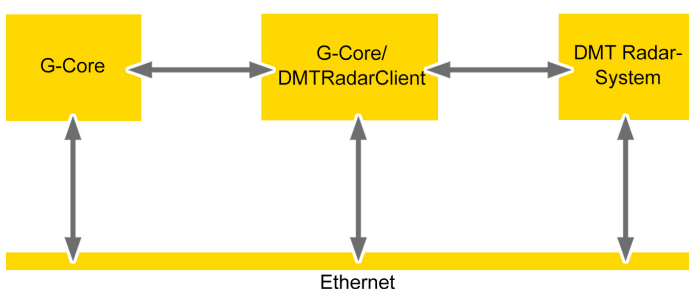 G-Core
G-Core/
DMTRadarClient
DMT Radar-
System
Ethernet